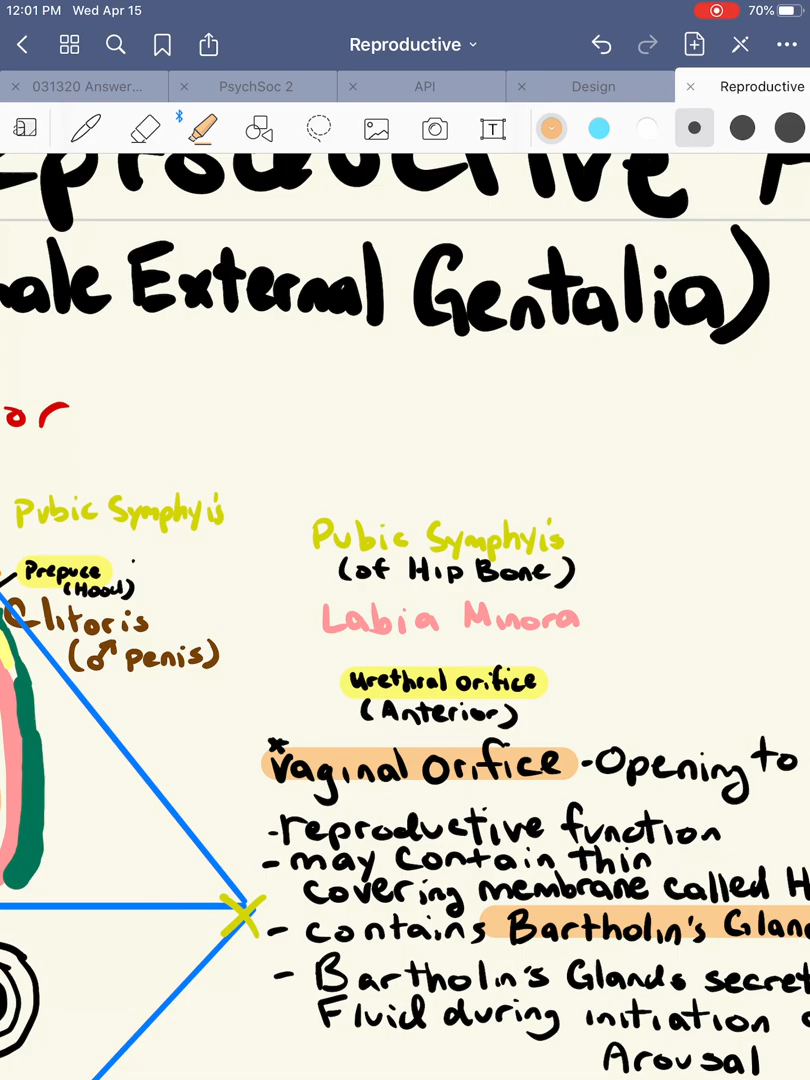 12:01 PM Wed Apr 15 70%
Reproductive
031320 Answer... PsychSoc 2 API Design Reproductive
eproductive A
ale External Gentalia)
or
Pubic Symphyis
Prepuce
(Hood)
Clitoris
(♂ penis)
Pubic Symphyis
(of Hip Bone)
Labia Minora
Urethral orifice
(Anterior)
*Vaginal Orifice - Opening to
- reproductive function
- may contain thin
covering membrane called H
- contains Bartholin's Gland
- Bartholin's Glands secret
Fluid during initiation o
Arousal